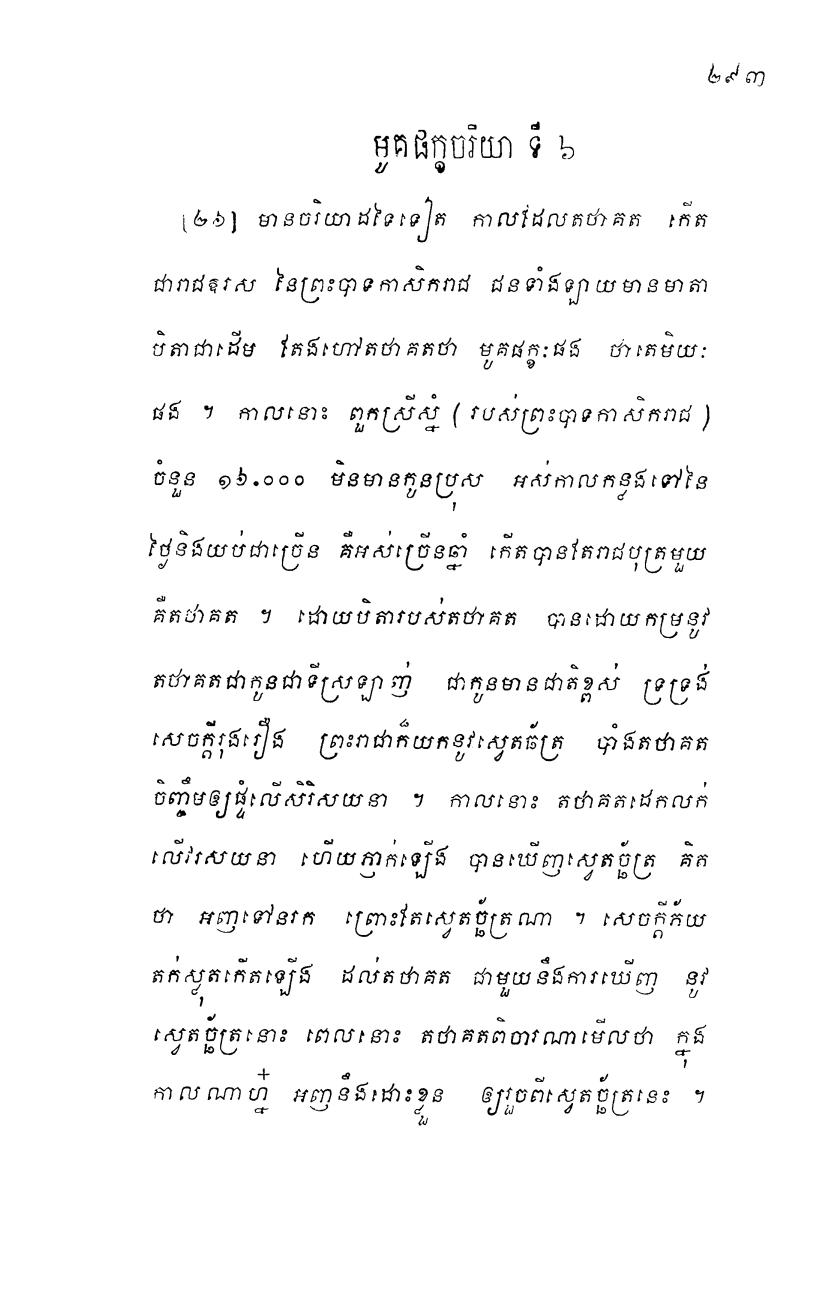 ២៩៣
មូគផក្ខចរិយា ទី ៦
[២៦] មានចរិយាដទៃទៀត កាលដែលតថាគត កើត
ជារាជឱរស នៃព្រះបាទកាសិករាជ ជនទាំងឡាយមានមាតា
បិតាជាដើម តែងហៅតថាគតថា មូគផក្ខៈផង ថាតេមិយៈ
ផង ។ កាលនោះ ពួកស្រីស្នំ (របស់ព្រះបាទកាសិករាជ)
ចំនួន ១៦.០០០ មិនមានកូនប្រុស អស់កាលកន្លងទៅនៃ
ថ្ងៃនិងយប់ជាច្រើន គឺអស់ច្រើនឆ្នាំ កើតបានតែរាជបុត្រមួយ
គឺតថាគត ។ ដោយបិតារបស់តថាគត បានដោយកម្រនូវ
តថាគតជាកូនជាទីស្រឡាញ់ ជាកូនមានជាតិខ្ពស់ ទ្រទ្រង់
សេចក្តីរុងរឿង ព្រះរាជាក៏យកនូវស្វេតច័ត្រ បាំងតថាគត
ចិញ្ចឹមឲ្យផ្ទំលើសិរិសយនា ។ កាលនោះ តថាគតដេកលក់
លើវរសយនា ហើយភ្ញាក់ឡើង បានឃើញស្វេតច្ឆ័ត្រ គិត
ថា អញទៅនរក ព្រោះតែស្វេតច្ឆ័ត្រណា ។ សេចក្តីភ័យ
តក់ស្លុតកើតឡើង ដល់តថាគត ជាមួយនឹងការឃើញ នូវ
ស្វេតច្ឆ័ត្រនោះ ពេលនោះ តថាគតពិចារណាមើលថា ក្នុង
កាលណាហ្ន៎ អញនឹងដោះខ្លួន ឲ្យរួចពីស្វេតច្ឆ័ត្រនេះ ។